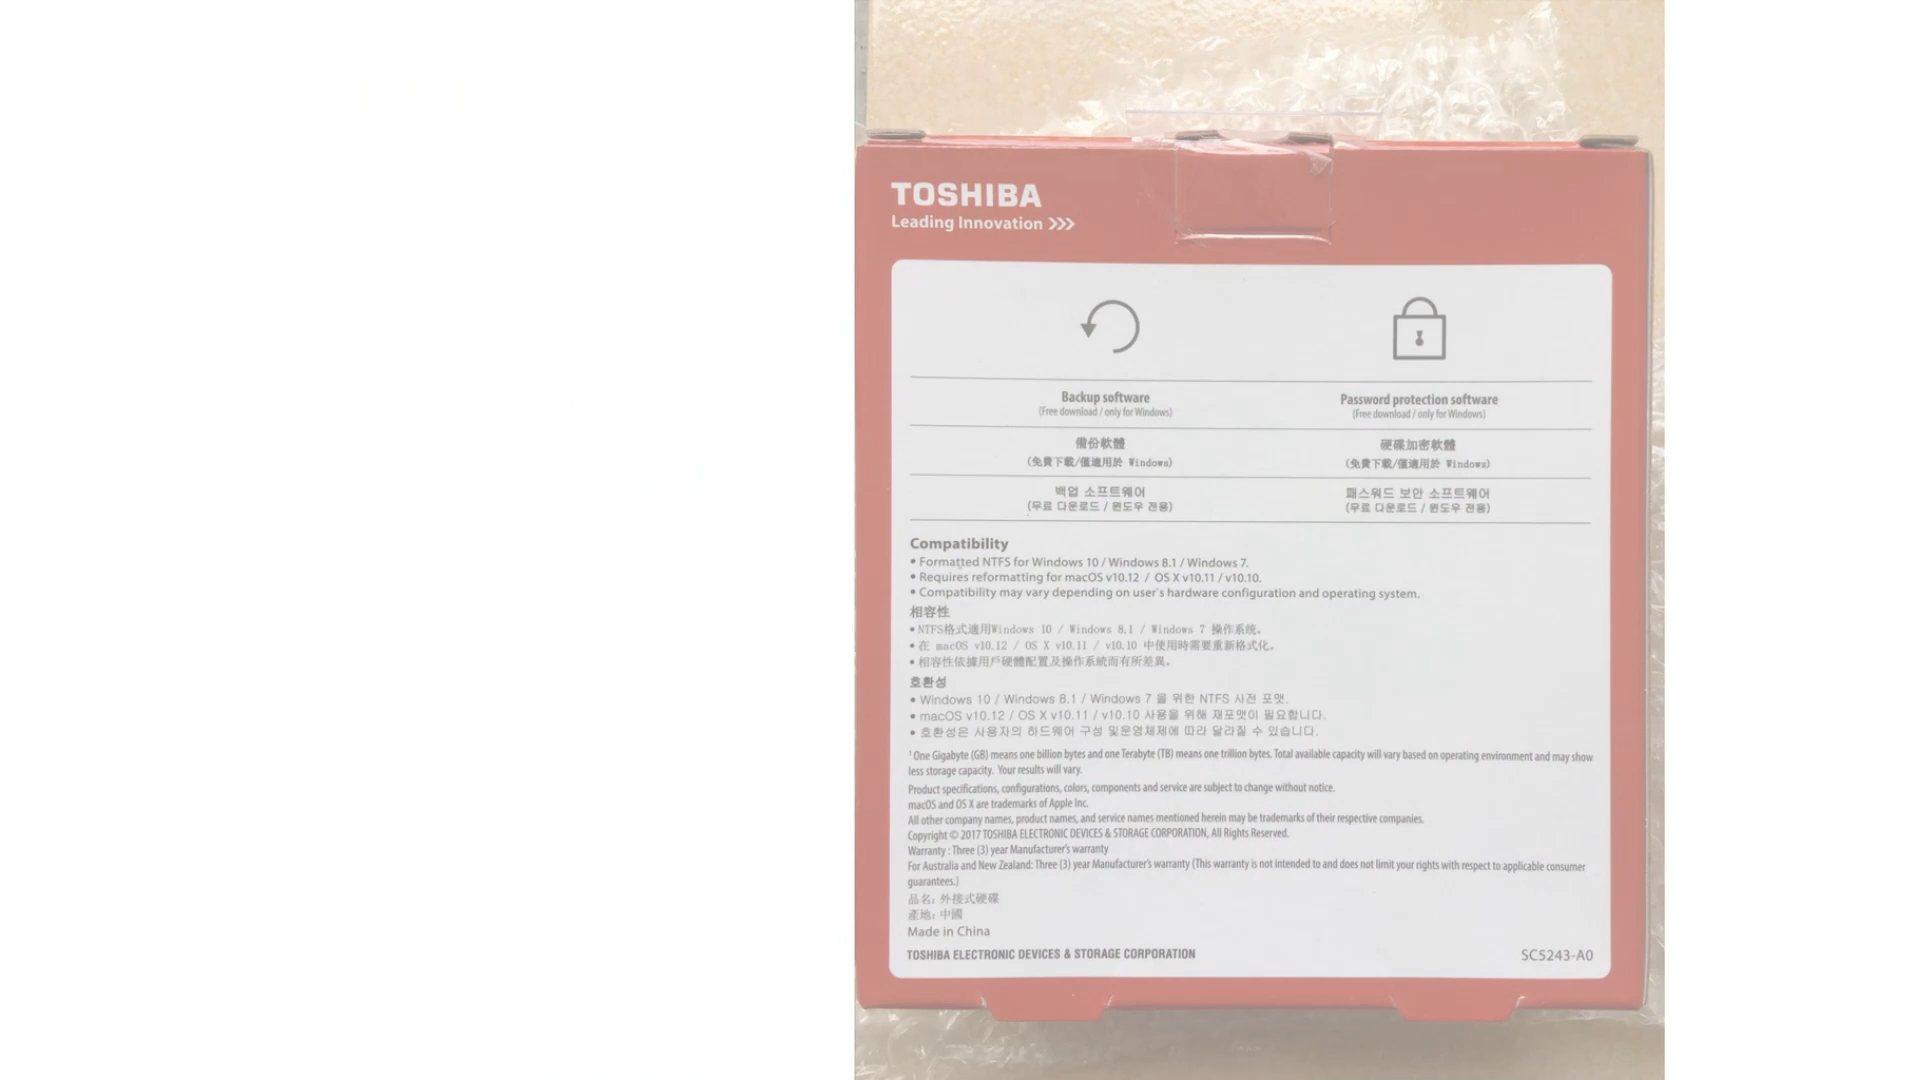 TOSHIBA
Leading Innovation >>>
Backup software
(Free download / only for Windows)
Password protection software
(Free download / only for Windows)
備份軟體
(免費下載/僅適用於 Windows)
硬碟加密軟體
(免費下載/僅適用於 Windows)
백업 소프트웨어
(무료 다운로드 / 윈도우 전용)
패스워드 보안 소프트웨어
(무료 다운로드 / 윈도우 전용)
Compatibility
• Formatted NTFS for Windows 10 / Windows 8.1 / Windows 7.
• Requires reformatting for macOS v10.12 / OS X v10.11 / v10.10.
• Compatibility may vary depending on user's hardware configuration and operating system.
相容性
• NTFS格式適用Windows 10 / Windows 8.1 / Windows 7 操作系統。
• 在 macOS v10.12 / OS X v10.11 / v10.10 中使用時需要重新格式化。
• 相容性依據用戶硬體配置及操作系統而有所差異。
호환성
• Windows 10 / Windows 8.1 / Windows 7 을 위한 NTFS 사전 포맷.
• macOS v10.12 / OS X v10.11 / v10.10 사용을 위해 재포맷이 필요합니다.
• 호환성은 사용자의 하드웨어 구성 및운영체제에 따라 달라질 수 있습니다.
¹ One Gigabyte (GB) means one billion bytes and one Terabyte (TB) means one trillion bytes. Total available capacity will vary based on operating environment and may show
less storage capacity. Your results will vary.
Product specifications, configurations, colors, components and service are subject to change without notice.
macOS and OS X are trademarks of Apple Inc.
All other company names, product names, and service names mentioned herein may be trademarks of their respective companies.
Copyright © 2017 TOSHIBA ELECTRONIC DEVICES & STORAGE CORPORATION, All Rights Reserved.
Warranty : Three (3) year Manufacturer's warranty
For Australia and New Zealand: Three (3) year Manufacturer's warranty (This warranty is not intended to and does not limit your rights with respect to applicable consumer
guarantees.)
品名: 外接式硬碟
產地: 中國
Made in China
TOSHIBA ELECTRONIC DEVICES & STORAGE CORPORATION
SC5243-A0